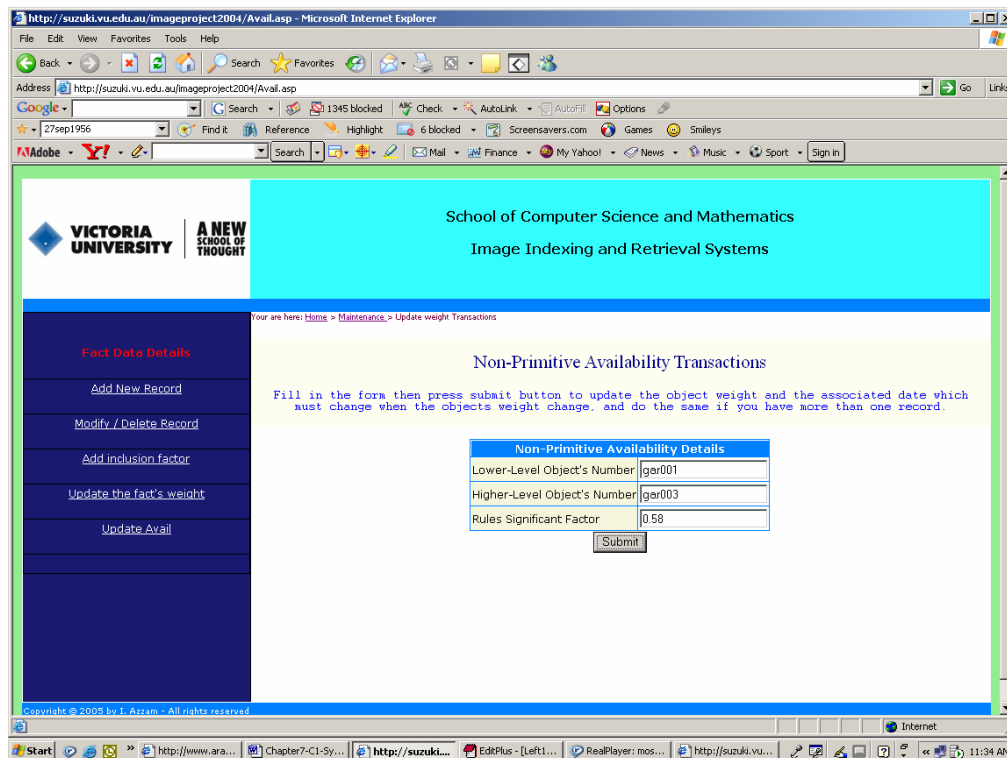 http://suzuki.vu.edu.au/imageproject2004/Avail.asp - Microsoft Internet Explorer
File Edit View Favorites Tools Help
Back Search Favorites
Address http://suzuki.vu.edu.au/imageproject2004/Avail.asp Go Links
Google Search 1345 blocked Check AutoLink AutoFill Options
27sep1956 Find it Reference Highlight 6 blocked Screensavers.com Games Smileys
Adobe Y! Search Mail Finance My Yahoo! News Music Sport Sign in
VICTORIA UNIVERSITY
A NEW SCHOOL OF THOUGHT
School of Computer Science and Mathematics
Image Indexing and Retrieval Systems
Your are here: Home > Maintenance > Update weight Transactions
Fact Data Details
Add New Record
Modify / Delete Record
Add inclusion factor
Update the fact's weight
Update Avail
Non-Primitive Availability Transactions
Fill in the form then press submit button to update the object weight and the associated date which
must change when the objects weight change, and do the same if you have more than one record.
Non-Primitive Availability Details
Lower-Level Object's Number gar001
Higher-Level Object's Number gar003
Rules Significant Factor 0.58
Submit
Copyright @ 2005 by I. Azzam - All rights reserved
Internet
Start » http://www.ara... Chapter7-C1-Sy... http://suzuki.... EditPlus - [Left1... RealPlayer: mos... http://suzuki.vu... « 11:34 AM